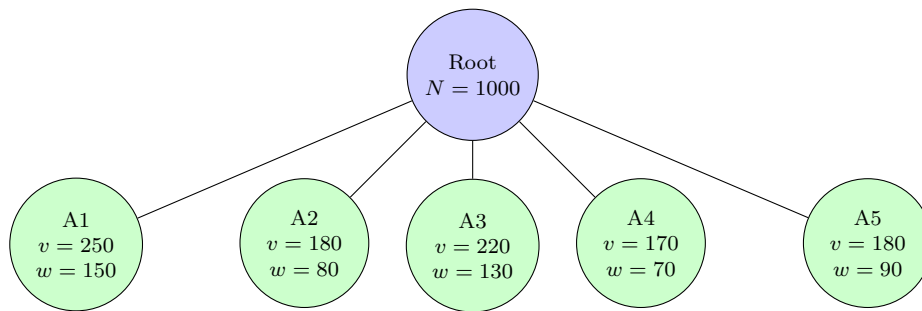 Root
N = 1000
A1
v = 250
w = 150
A2
v = 180
w = 80
A3
v = 220
w = 130
A4
v = 170
w = 70
A5
v = 180
w = 90